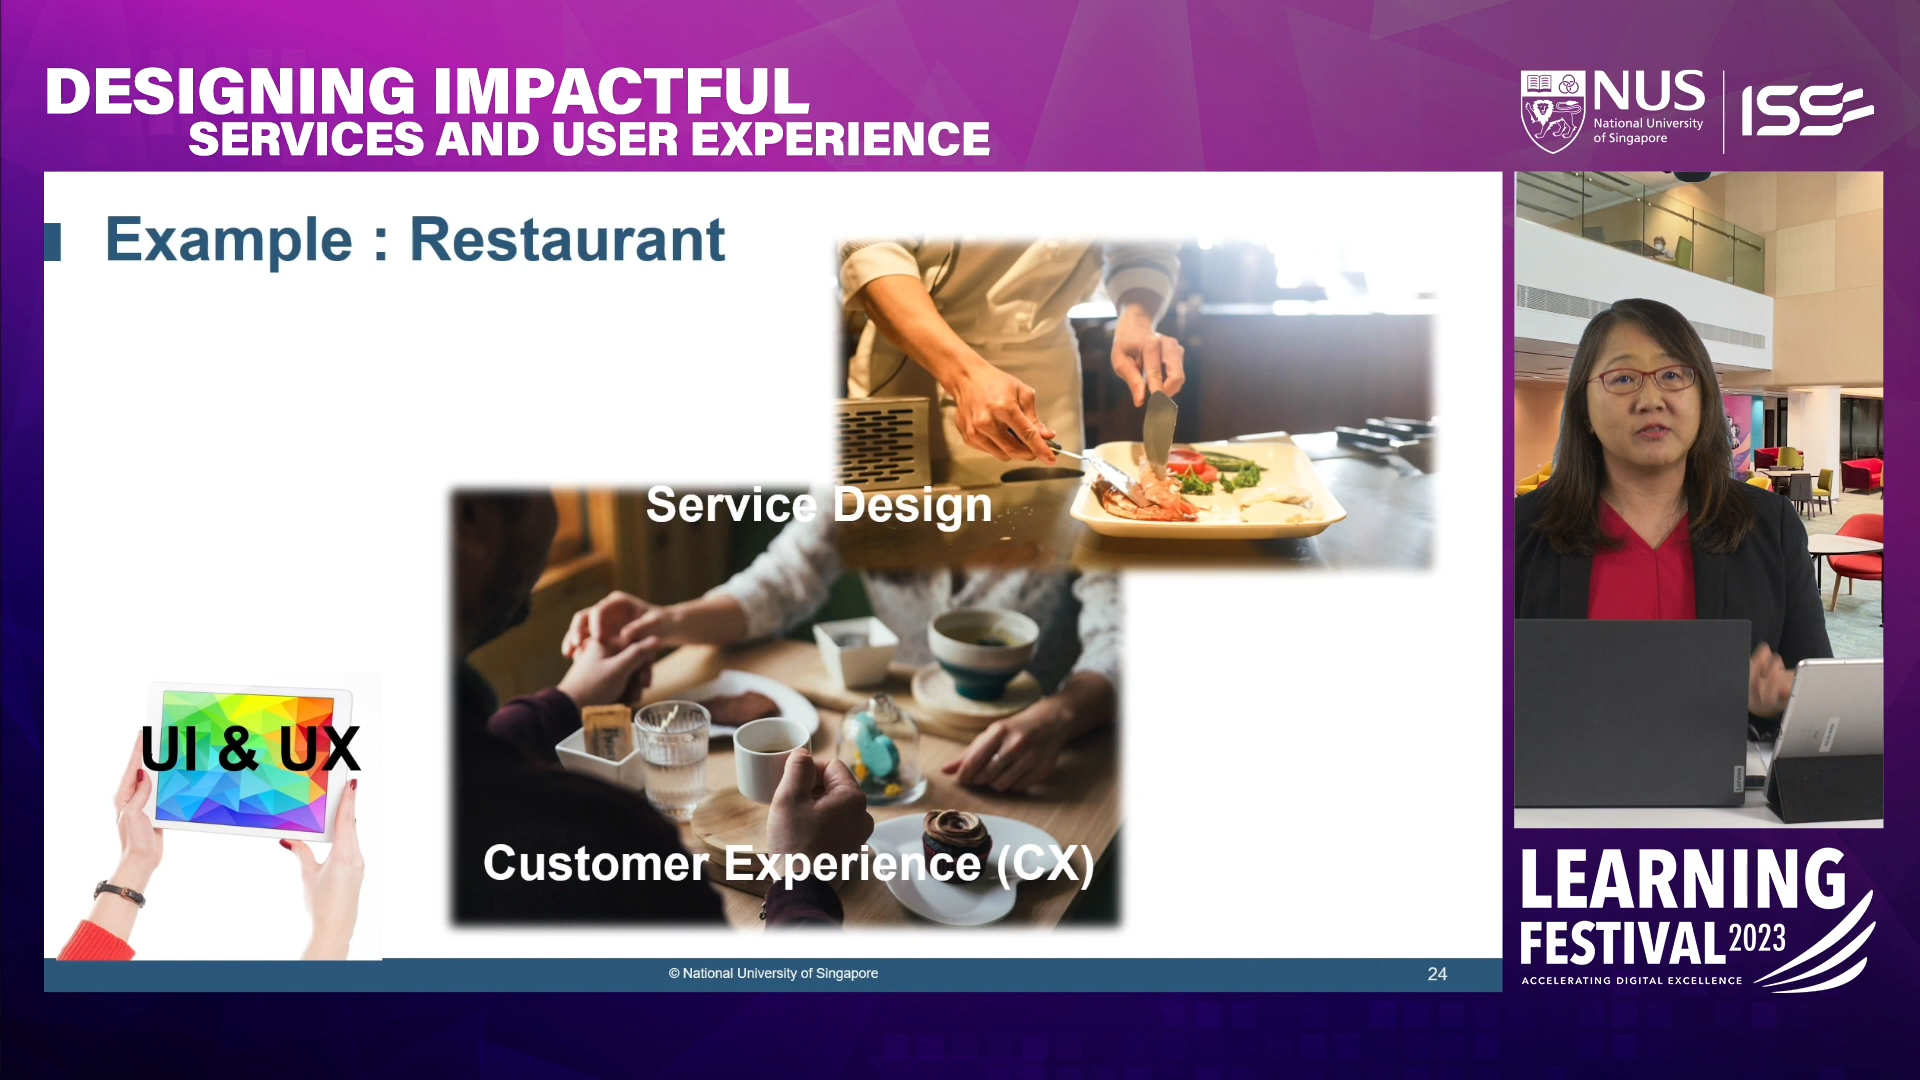 DESIGNING IMPACTFUL
SERVICES AND USER EXPERIENCE
NUS
National University
of Singapore
ISS
Example : Restaurant
Service Design
UI & UX
Customer Experience (CX)
© National University of Singapore
24
Lenovo
LEARNING
FESTIVAL 2023
ACCELERATING DIGITAL EXCELLENCE